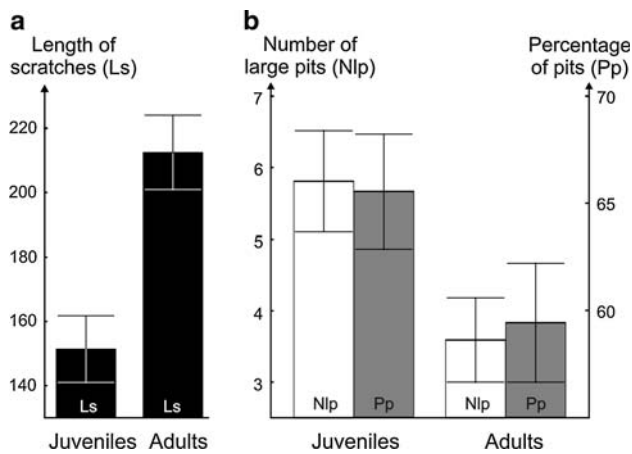 a
Length of
scratches (Ls)
220
200
180
160
140
Ls
Ls
Juveniles Adults
b
Number of
large pits (Nlp)
Percentage
of pits (Pp)
7
6
5
4
3
70
65
60
Nlp
Pp
Nlp
Pp
Juveniles
Adults